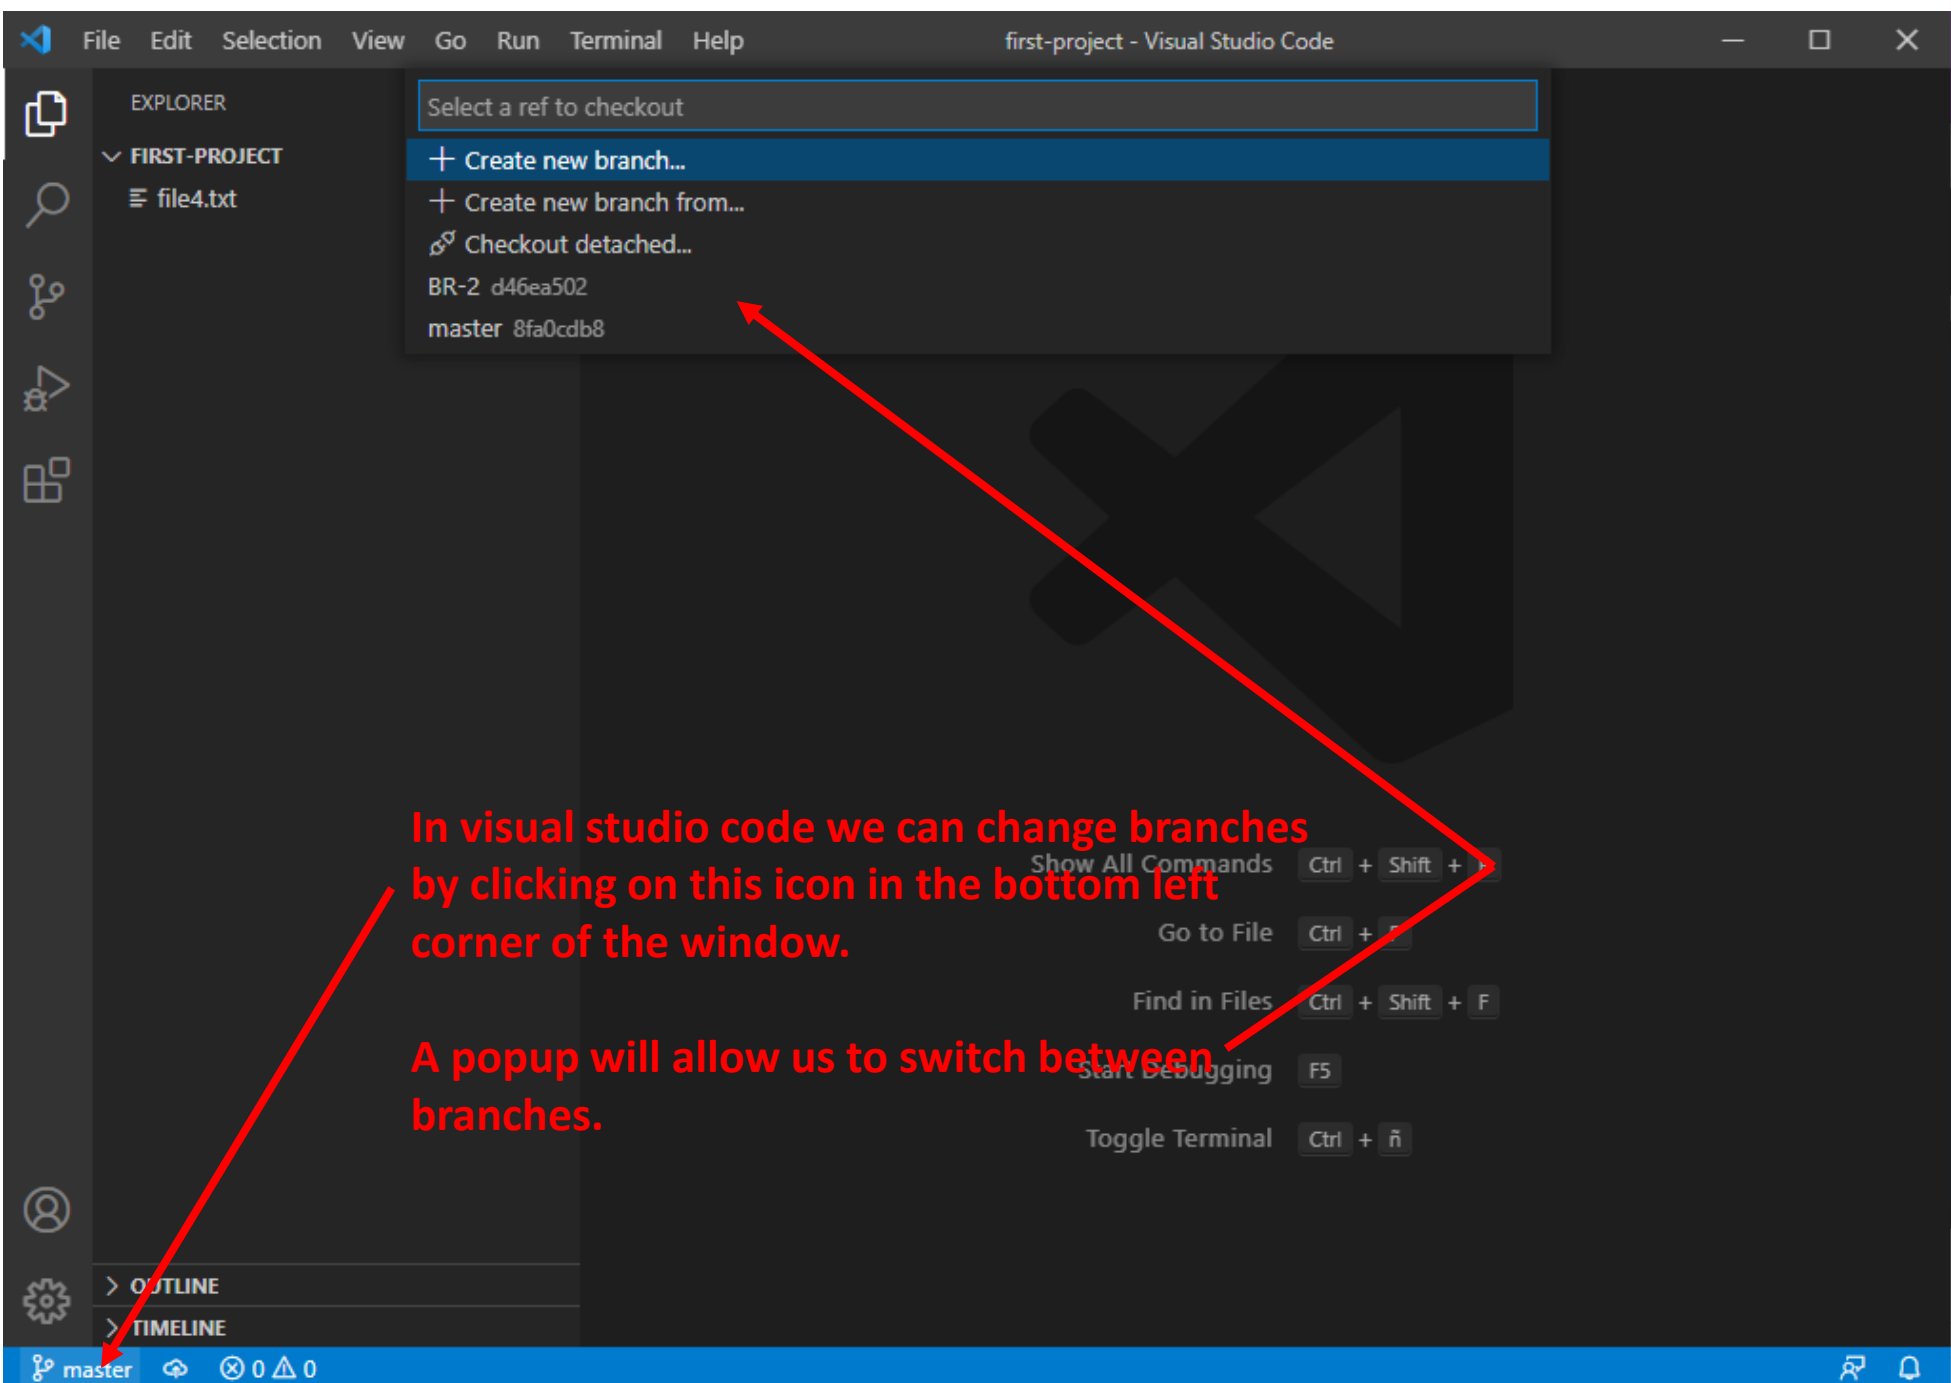 File Edit Selection View Go Run Terminal Help first-project - Visual Studio Code
EXPLORER
FIRST-PROJECT
file4.txt
Select a ref to checkout
Create new branch...
Create new branch from...
Checkout detached...
BR-2 d46ea502
master 8fa0cdb8
In visual studio code we can change branches
by clicking on this icon in the bottom left
corner of the window.
A popup will allow us to switch between
branches.
Show All Commands Ctrl + Shift +
Go to File Ctrl +
Find in Files Ctrl + Shift + F
Start Debugging F5
Toggle Terminal Ctrl + ñ
OUTLINE
TIMELINE
master 0 0